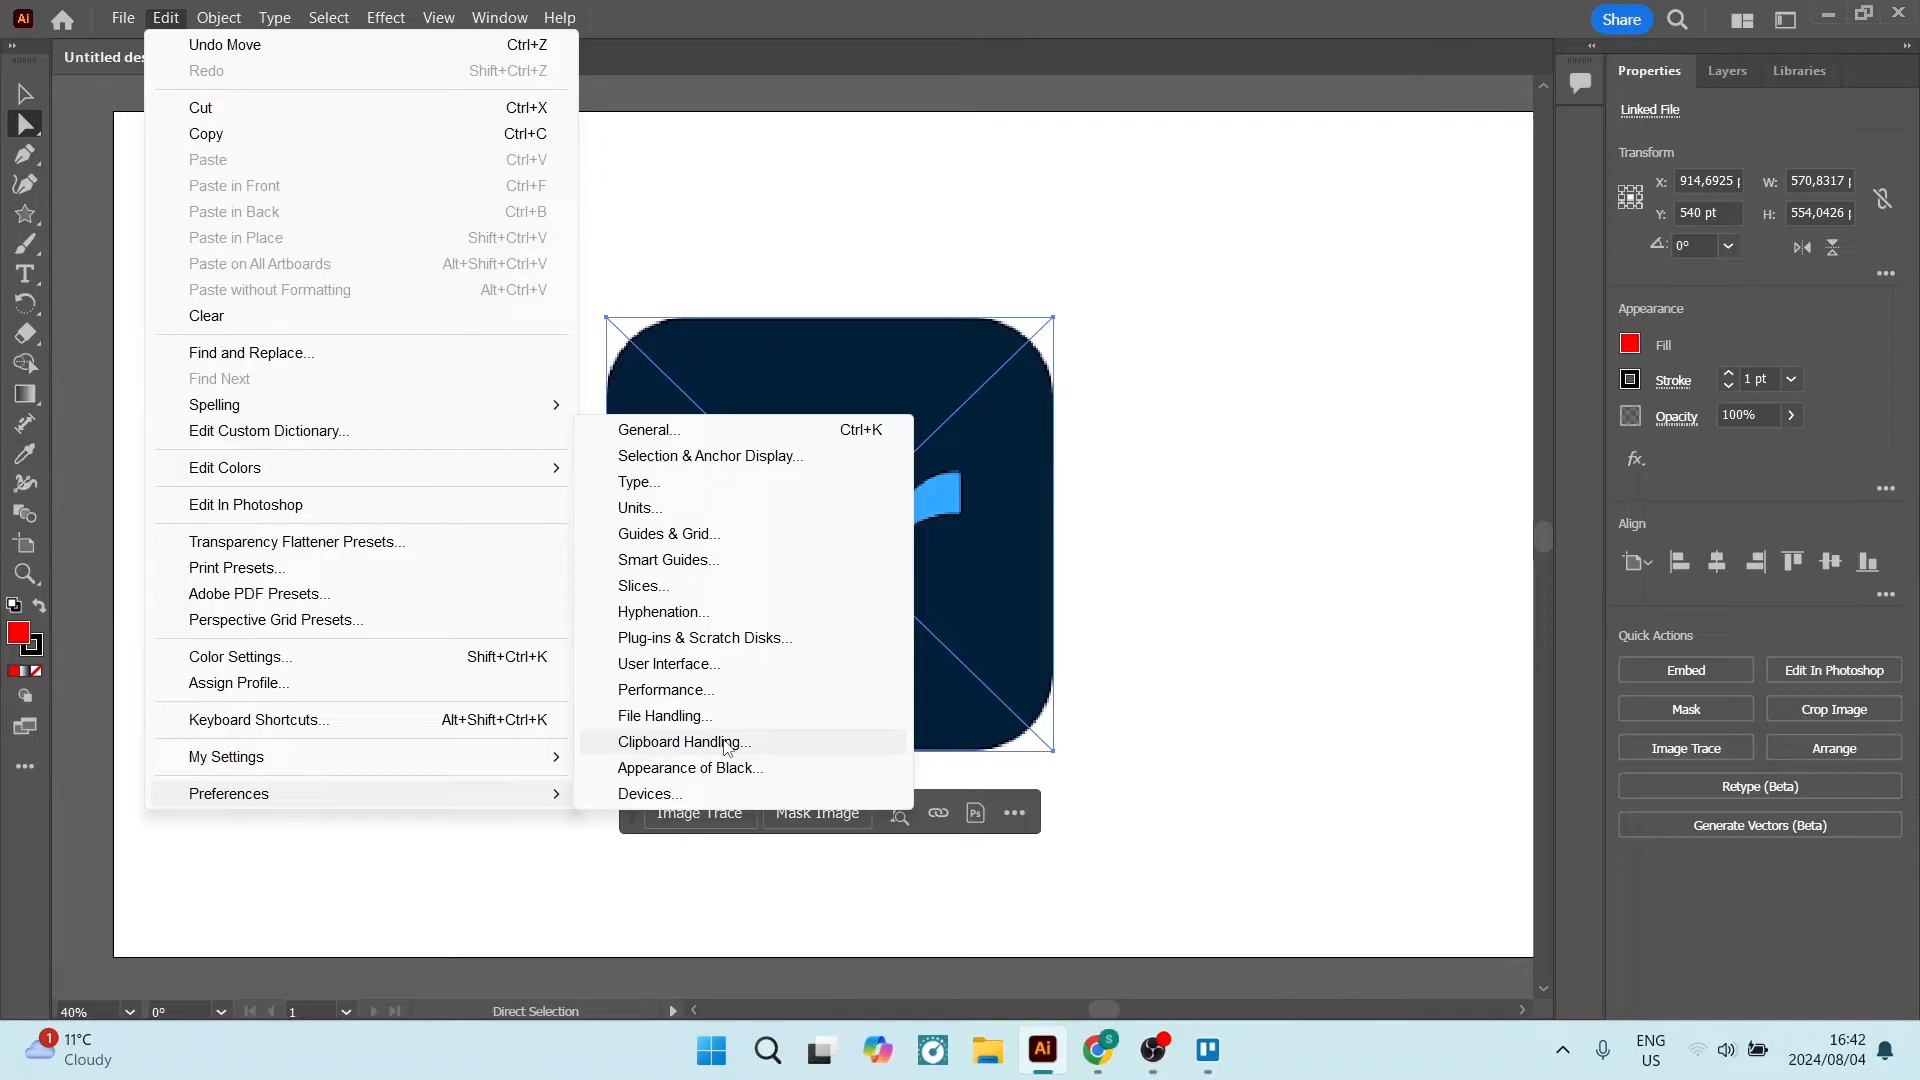 Ai File Edit Object Type Select Effect View Window Help Share
Untitled des
Undo Move Ctrl+Z
Redo Shift+Ctrl+Z
Cut Ctrl+X
Copy Ctrl+C
Paste Ctrl+V
Paste in Front Ctrl+F
Paste in Back Ctrl+B
Paste in Place Shift+Ctrl+V
Paste on All Artboards Alt+Shift+Ctrl+V
Paste without Formatting Alt+Ctrl+V
Clear
Find and Replace...
Find Next
Spelling
Edit Custom Dictionary...
Edit Colors
Edit In Photoshop
Transparency Flattener Presets...
Print Presets...
Adobe PDF Presets...
Perspective Grid Presets...
Color Settings... Shift+Ctrl+K
Assign Profile...
Keyboard Shortcuts... Alt+Shift+Ctrl+K
My Settings
Preferences
General... Ctrl+K
Selection & Anchor Display...
Type...
Units...
Guides & Grid...
Smart Guides...
Slices...
Hyphenation...
Plug-ins & Scratch Disks...
User Interface...
Performance...
File Handling...
Clipboard Handling...
Appearance of Black...
Devices...
Image Trace Mask Image Ps
Properties Layers Libraries
Linked File
Transform
X: 914,6925 W: 570,8317
Y: 540 pt H: 554,0426
0°
Appearance
Fill
Stroke 1 pt
Opacity 100%
fx.
Align
Quick Actions
Embed Edit In Photoshop
Mask Crop Image
Image Trace Arrange
Retype (Beta)
Generate Vectors (Beta)
40% 0° 1 Direct Selection
1 11°C
Cloudy
Ai S
ENG
US
16:42
2024/08/04